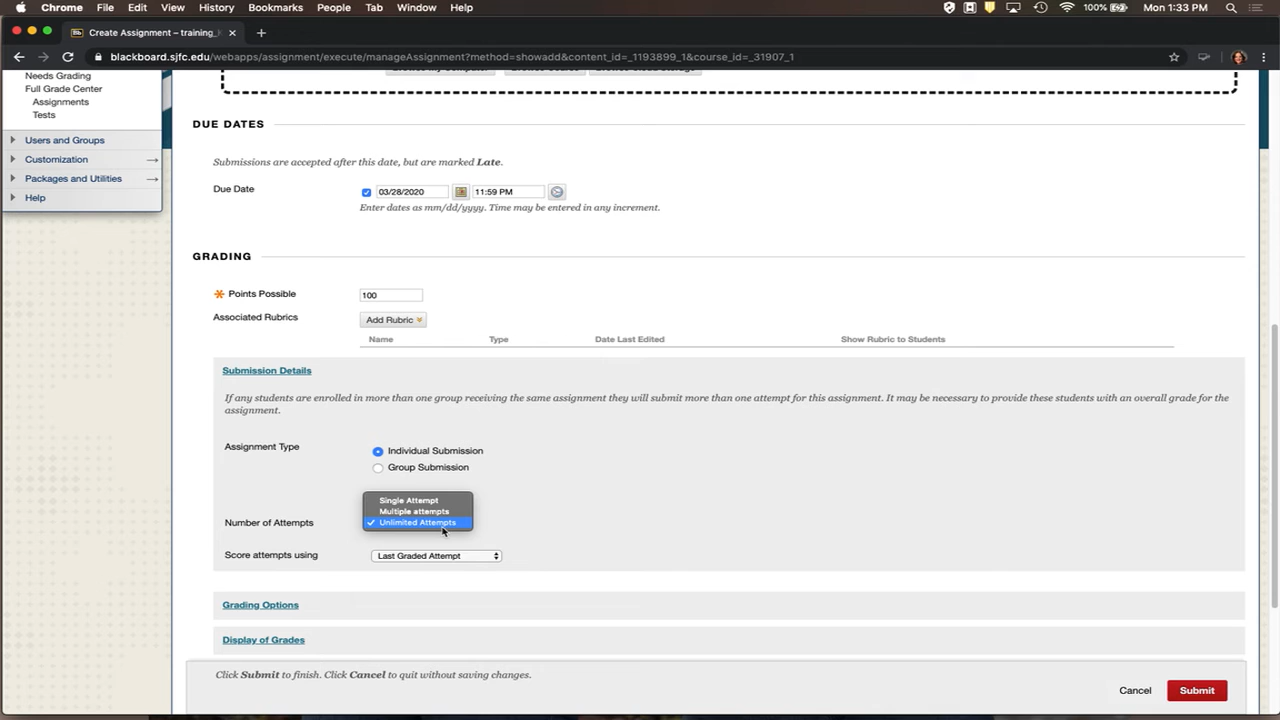 Chrome File Edit View History Bookmarks People Tab Window Help 100% Mon 1:33 PM
Bb Create Assignment – training_
blackboard.sjfc.edu/webapps/assignment/execute/manageAssignment?method=showadd&content_id=_1193899_1&course_id=_31907_1
Needs Grading
Full Grade Center
Assignments
Tests
Users and Groups
Customization
Packages and Utilities
Help
DUE DATES
Submissions are accepted after this date, but are marked Late.
Due Date 03/28/2020 11:59 PM
Enter dates as mm/dd/yyyy. Time may be entered in any increment.
GRADING
Points Possible 100
Associated Rubrics Add Rubric
Name Type Date Last Edited Show Rubric to Students
Submission Details
If any students are enrolled in more than one group receiving the same assignment they will submit more than one attempt for this assignment. It may be necessary to provide these students with an overall grade for the
assignment.
Assignment Type Individual Submission
Group Submission
Single Attempt
Multiple attempts
Number of Attempts Unlimited Attempts
Score attempts using Last Graded Attempt
Grading Options
Display of Grades
Click Submit to finish. Click Cancel to quit without saving changes.
Cancel Submit